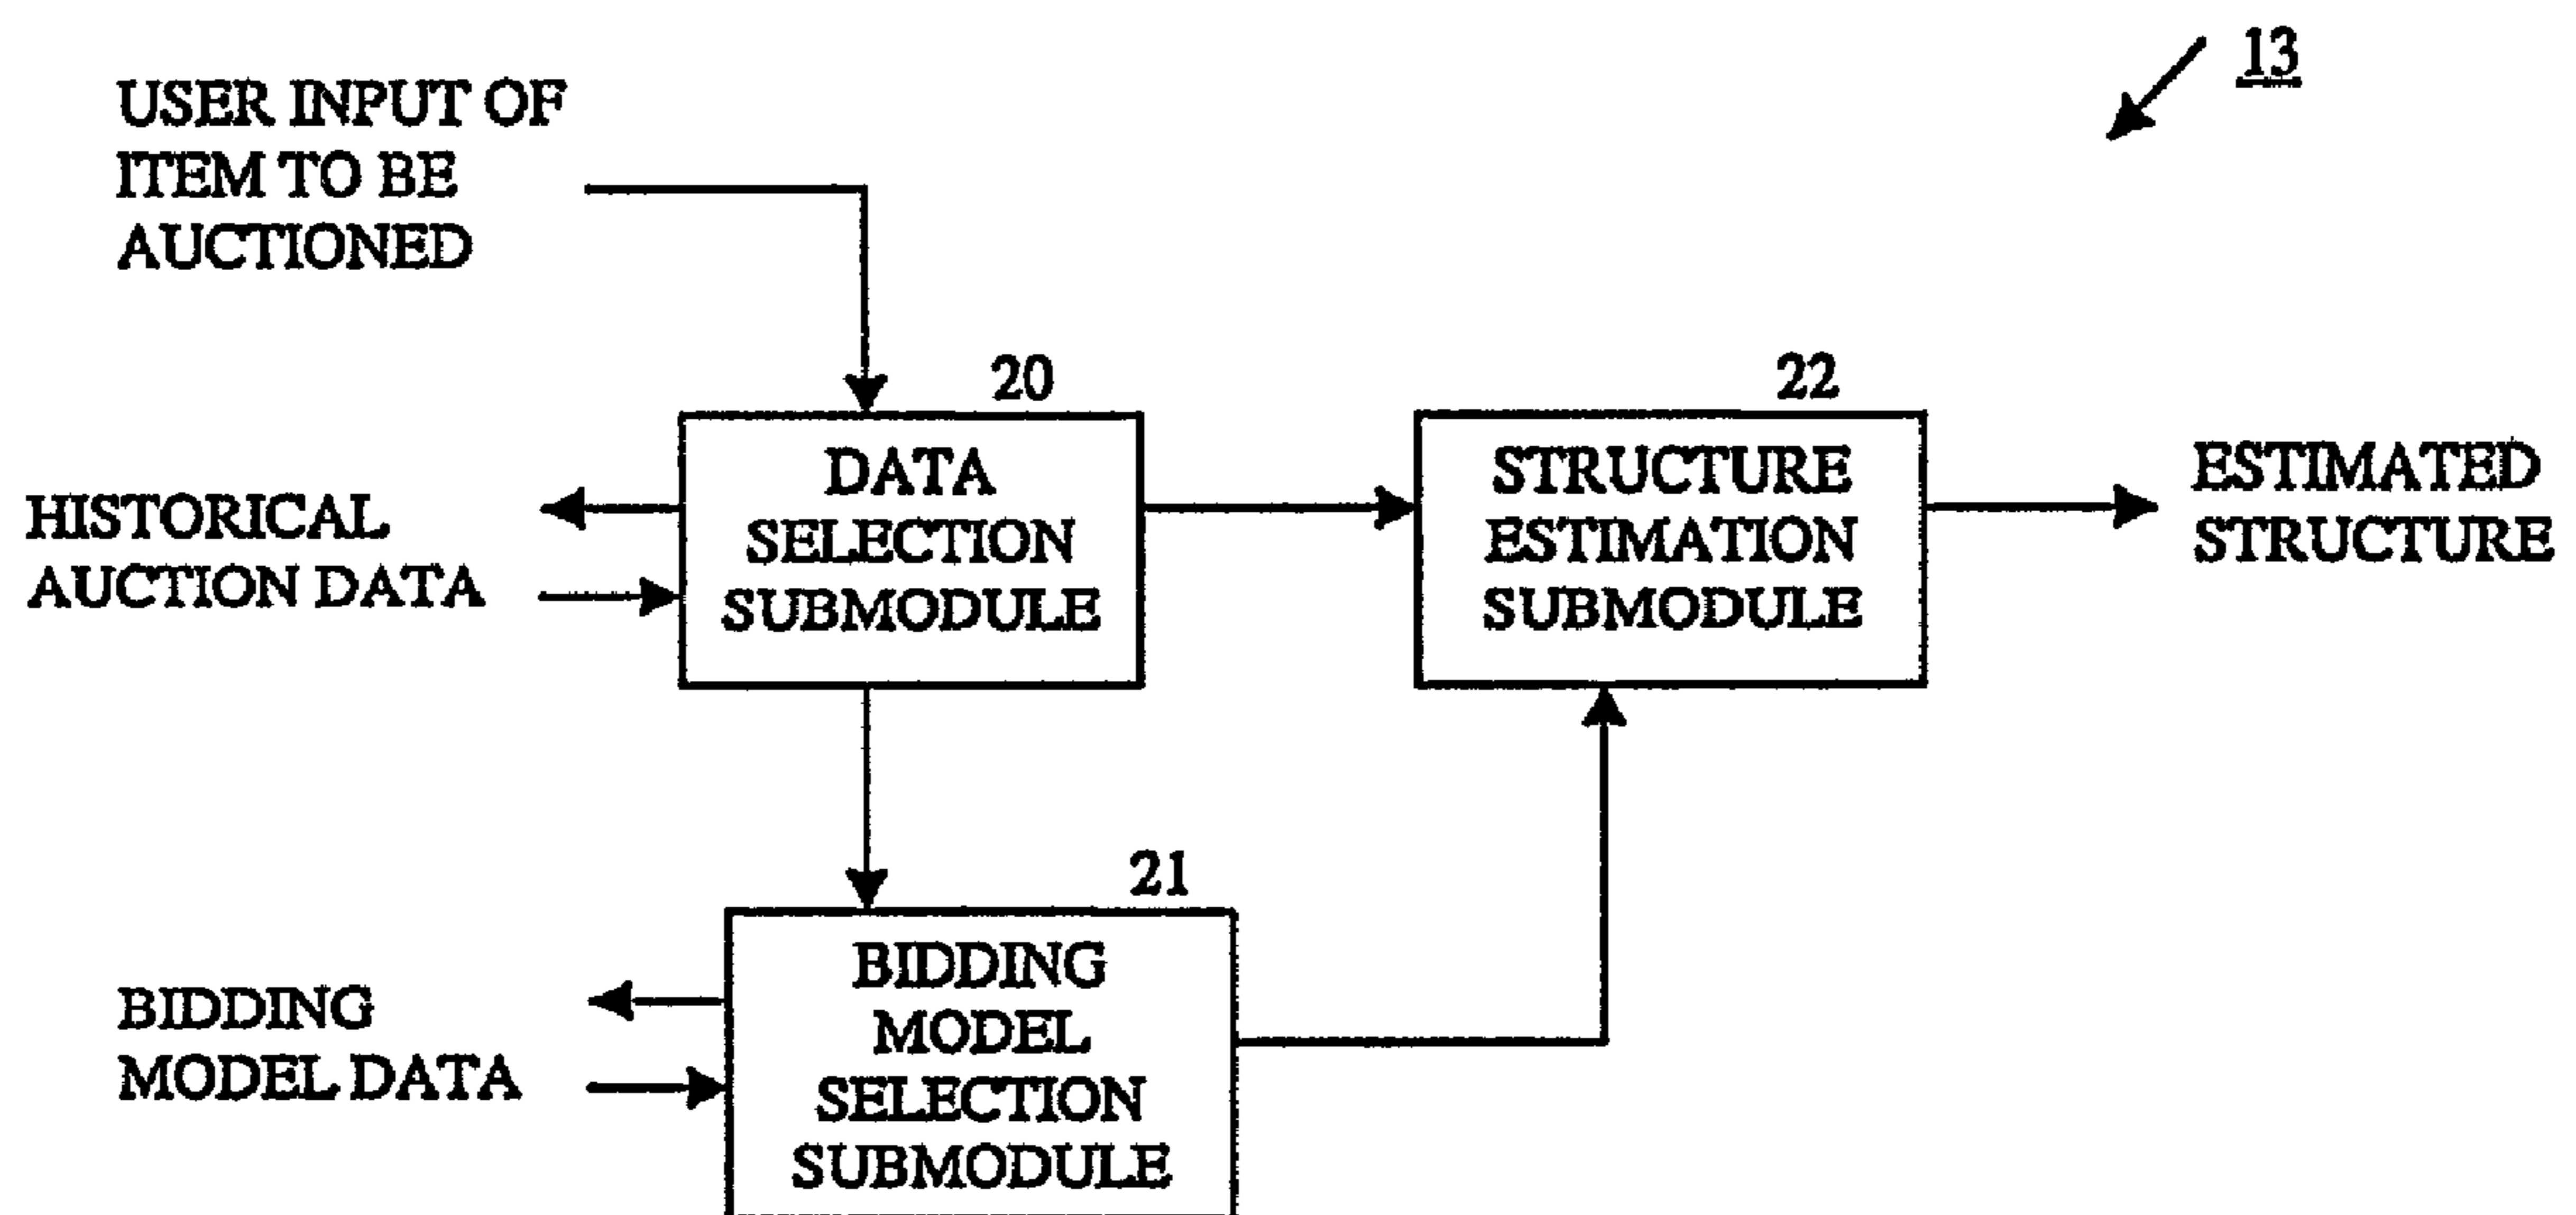 13
USER INPUT OF
ITEM TO BE
AUCTIONED
20
DATA
SELECTION
SUBMODULE
22
STRUCTURE
ESTIMATION
SUBMODULE
HISTORICAL
AUCTION DATA
ESTIMATED
STRUCTURE
21
BIDDING
MODEL
SELECTION
SUBMODULE
BIDDING
MODEL DATA